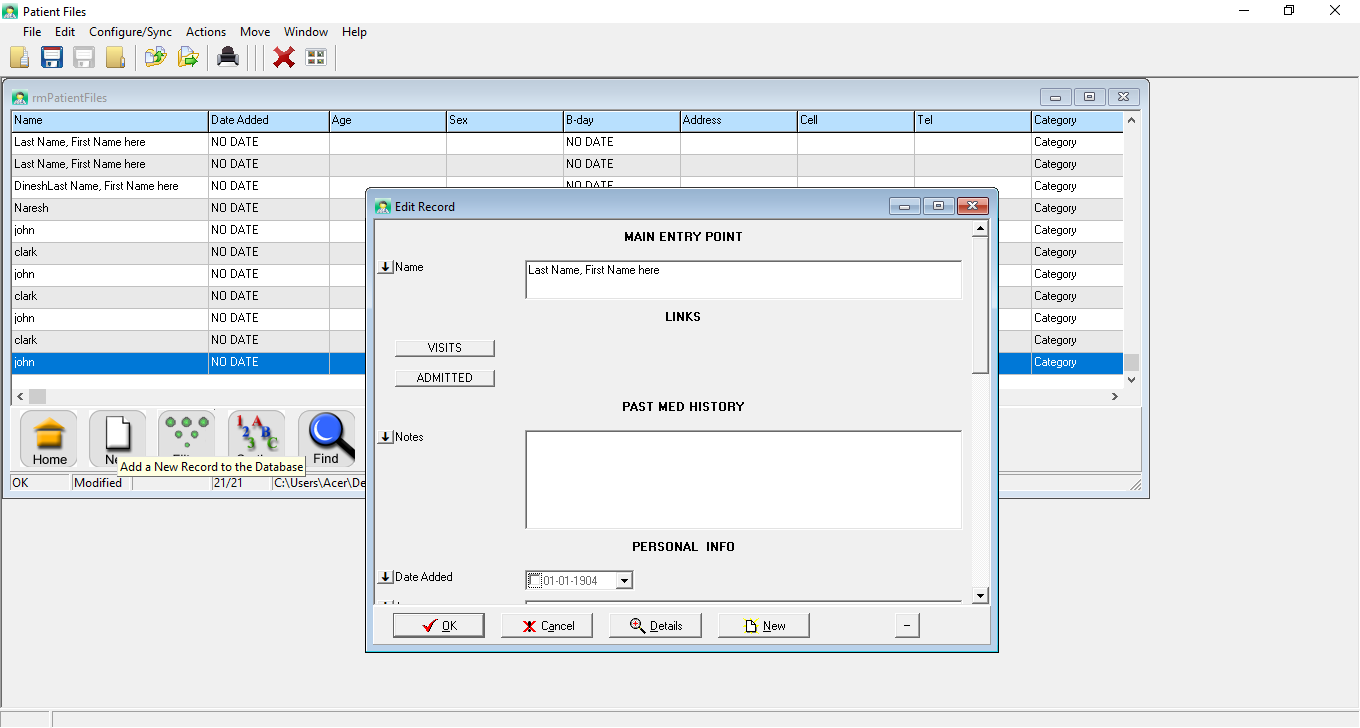 Patient Files
File Edit Configure/Sync Actions Move Window Help
rmPatientFiles
Name Date Added Age Sex B-day Address Cell Tel Category
Last Name, First Name here NO DATE NO DATE Category
Last Name, First Name here NO DATE NO DATE Category
DineshLast Name, First Name here NO DATE NO DATE Category
Naresh NO DATE Category
john NO DATE Category
clark NO DATE Category
john NO DATE Category
clark NO DATE Category
john NO DATE Category
clark NO DATE Category
john NO DATE Category
Home Find
Add a New Record to the Database
OK Modified 21/21 C:\Users\Acer\De
Edit Record
MAIN ENTRY POINT
Name Last Name, First Name here
LINKS
VISITS
ADMITTED
PAST MED HISTORY
Notes
PERSONAL INFO
Date Added 01-01-1904
OK Cancel Details New